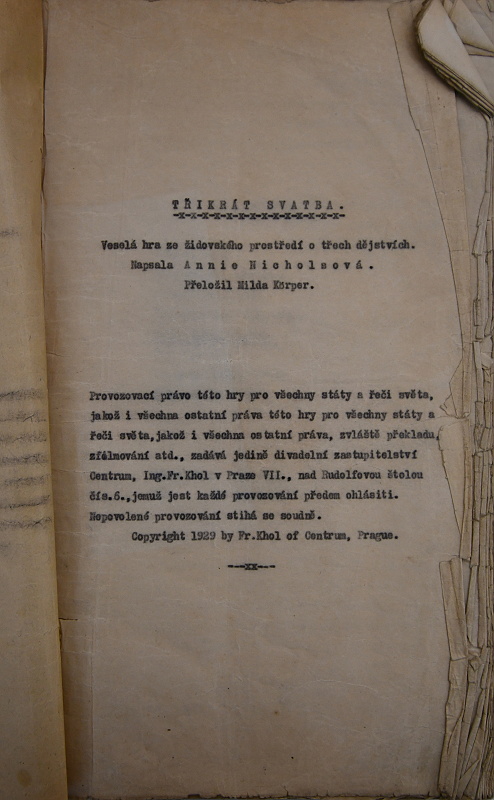 TŘIKRÁT SVATBA.
-x-x-x-x-x-x-x-x-x-x-x-x-x-
Veselá hra ze židovského prostředí o třech dějstvích.
Napsala Annie Nicholsová.
Přeložil Milda Körper.
Provozovací právo této hry pro všechny státy a řeči světa,
jakož i všechna ostatní práva této hry pro všechny státy a
řeči světa,jakož i všechna ostatní práva, zvláště překladu,
zfilmování atd., zadává jedině divadelní zastupitelství
Centrum, Ing.Fr.Khol v Praze VII., nad Rudolfovou štolou
čís.6.,jemuž jest každé provozování předem ohlásiti.
Nepovolené provozování stihá se soudně.
Copyright 1929 by Fr.Khol of Centrum, Prague.
---xx---